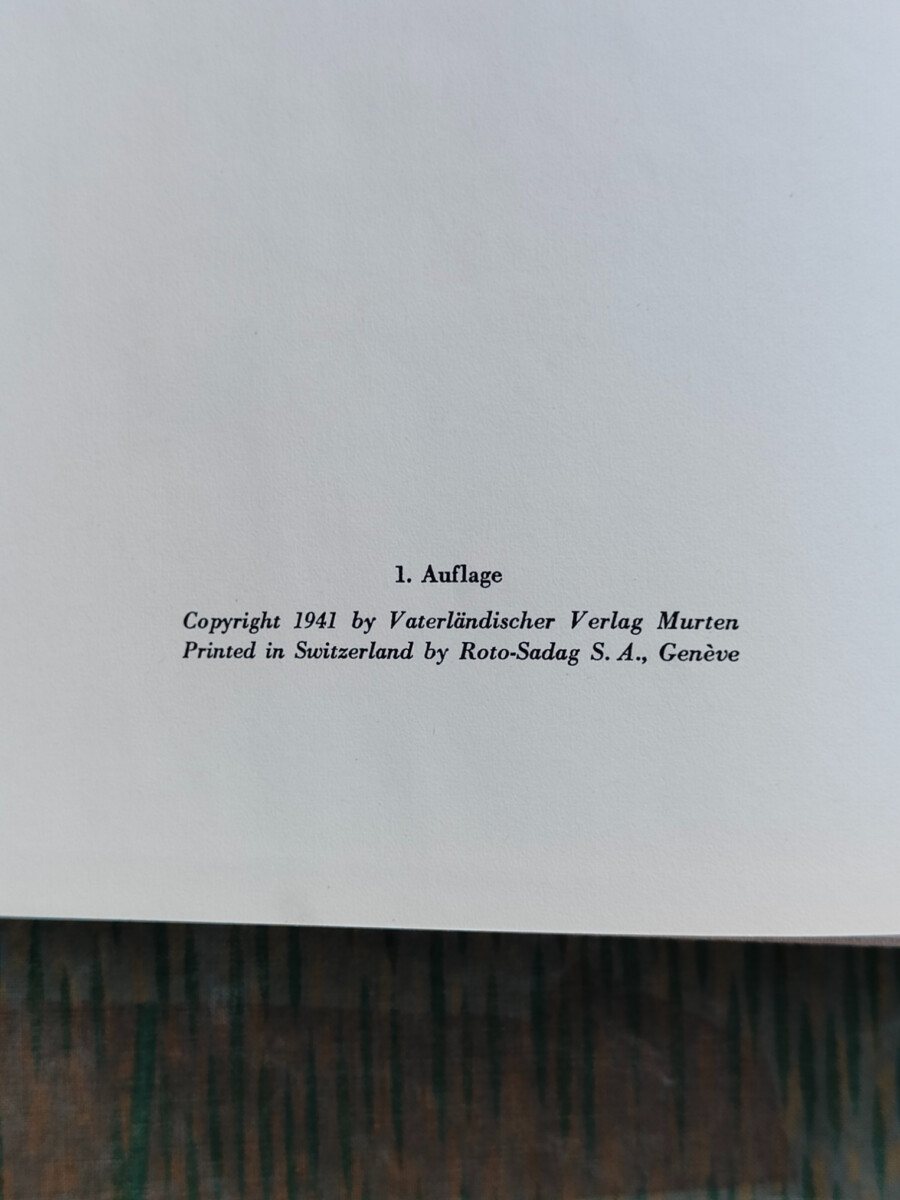 1. Auflage
Copyright 1941 by Vaterländischer Verlag Murten
Printed in Switzerland by Roto-Sadag S. A., Genève